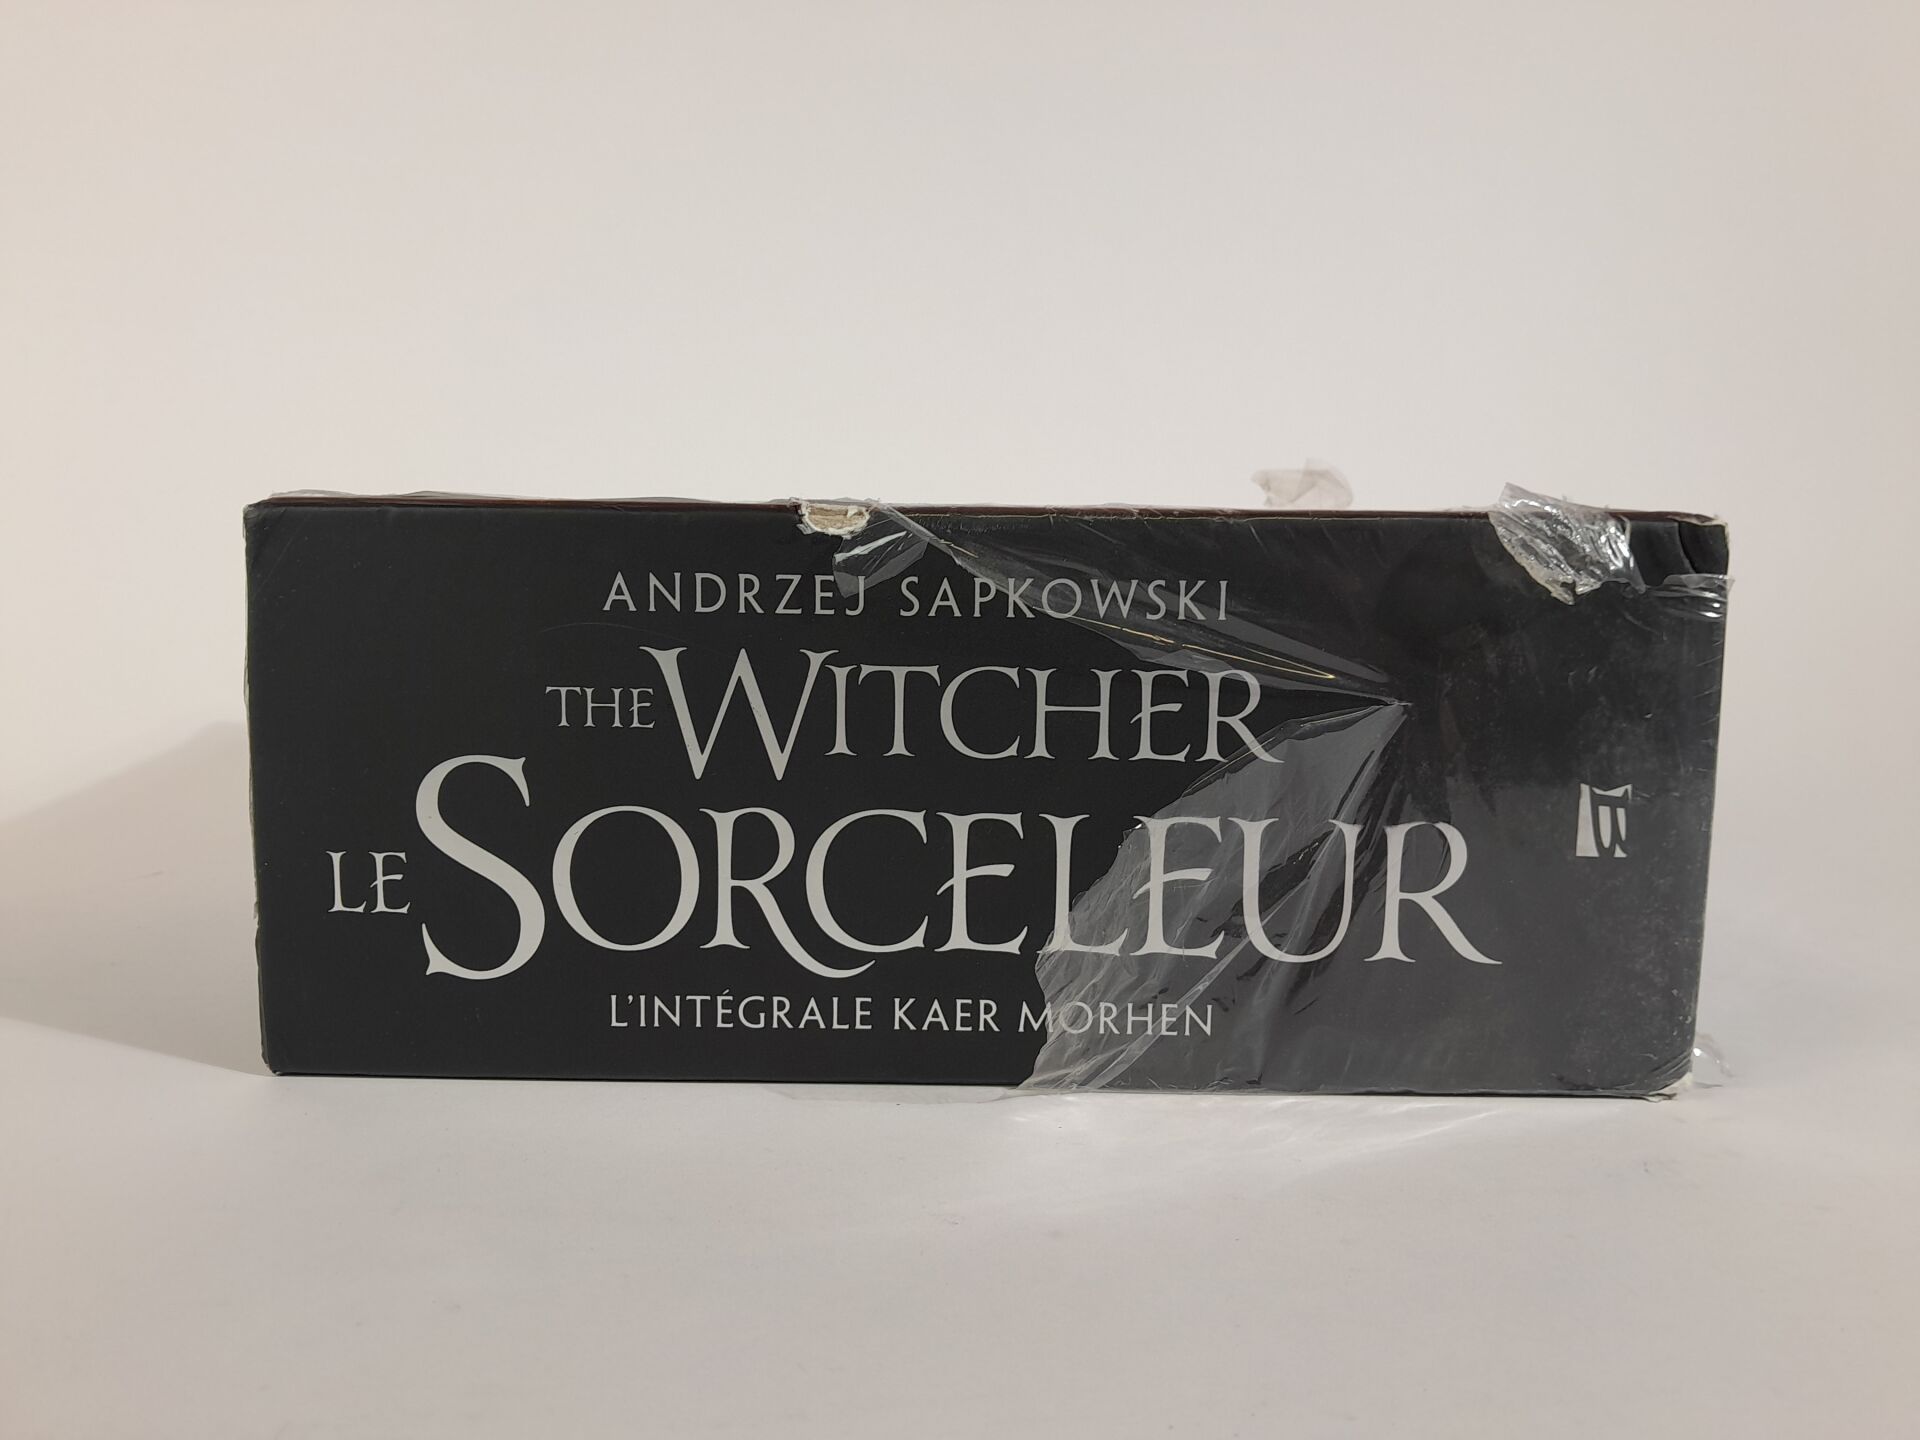 ANDRZEJ SAPKOWSKI
THE WITCHER
LE SORCELEUR
L'INTÉGRALE KAER MORHEN
B